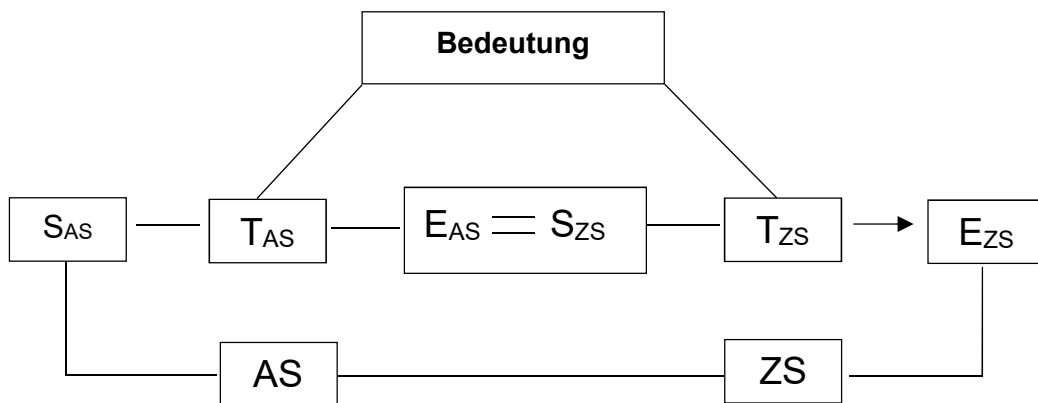 Bedeutung
SAS
TAS
EAS = SZS
TZS
EZS
AS
ZS